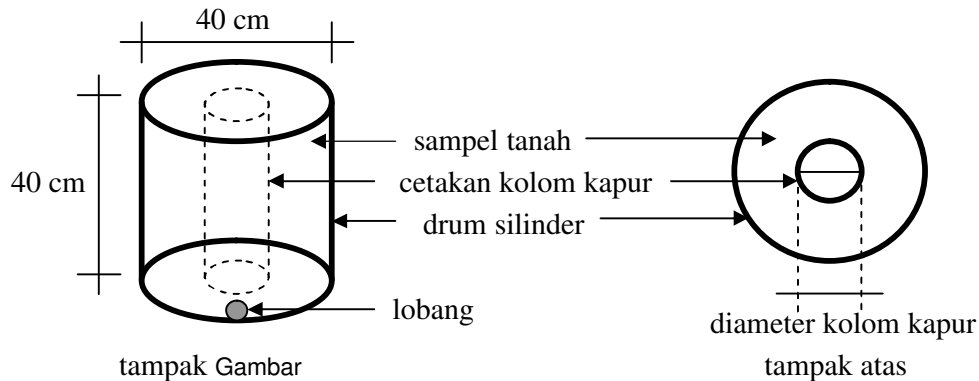 40 cm
40 cm
sampel tanah
cetakan kolom kapur
drum silinder
lobang
diameter kolom kapur
tampak Gambar
tampak atas